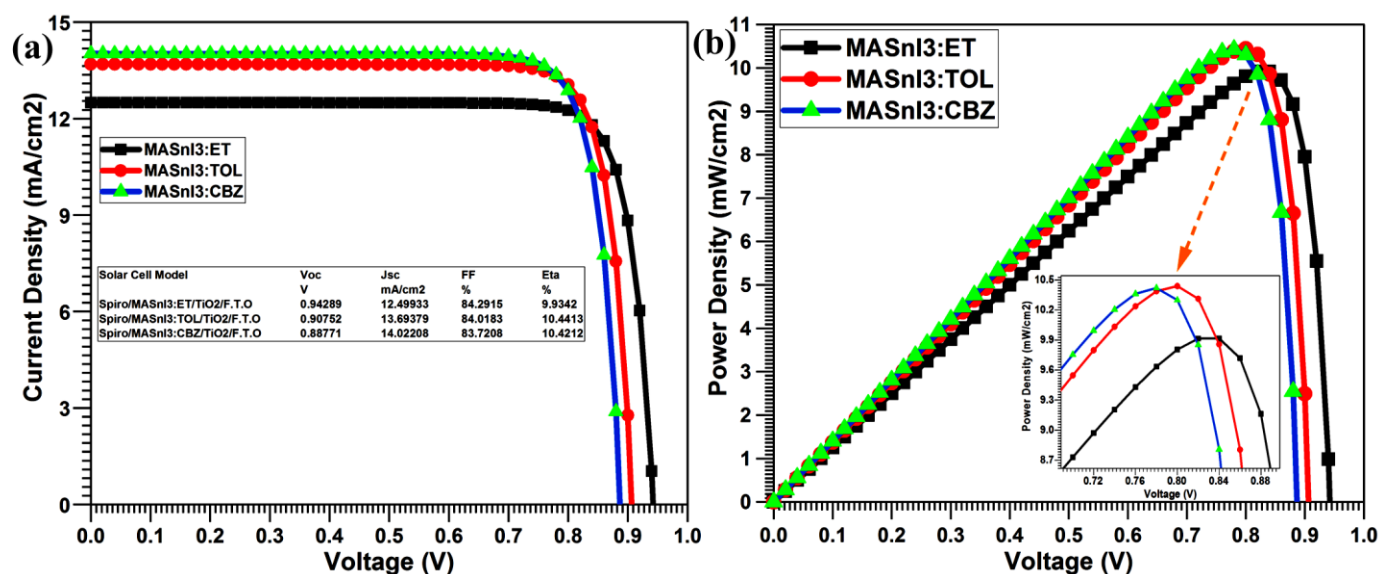 (a)
15
12
9
6
3
0
Current Density (mA/cm2)
MASnI3:ET
MASnI3:TOL
MASnI3:CBZ
Solar Cell Model Voc Jsc FF Eta
V mA/cm2 % %
Spiro/MASnI3:ET/TiO2/F.T.O 0.94289 12.49933 84.2915 9.9342
Spiro/MASnI3:TOL/TiO2/F.T.O 0.90752 13.69379 84.0183 10.4413
Spiro/MASnI3:CBZ/TiO2/F.T.O 0.88771 14.02208 83.7208 10.4212
0.0 0.1 0.2 0.3 0.4 0.5 0.6 0.7 0.8 0.9 1.0
Voltage (V)
(b)
11
10
9
8
7
6
5
4
3
2
1
0
Power Density (mW/cm2)
MASnI3:ET
MASnI3:TOL
MASnI3:CBZ
10.5
10.2
9.9
9.6
9.3
9.0
8.7
Power Density (mW/cm2)
0.72 0.76 0.80 0.84 0.88
Voltage (V)
0.0 0.1 0.2 0.3 0.4 0.5 0.6 0.7 0.8 0.9 1.0
Voltage (V)